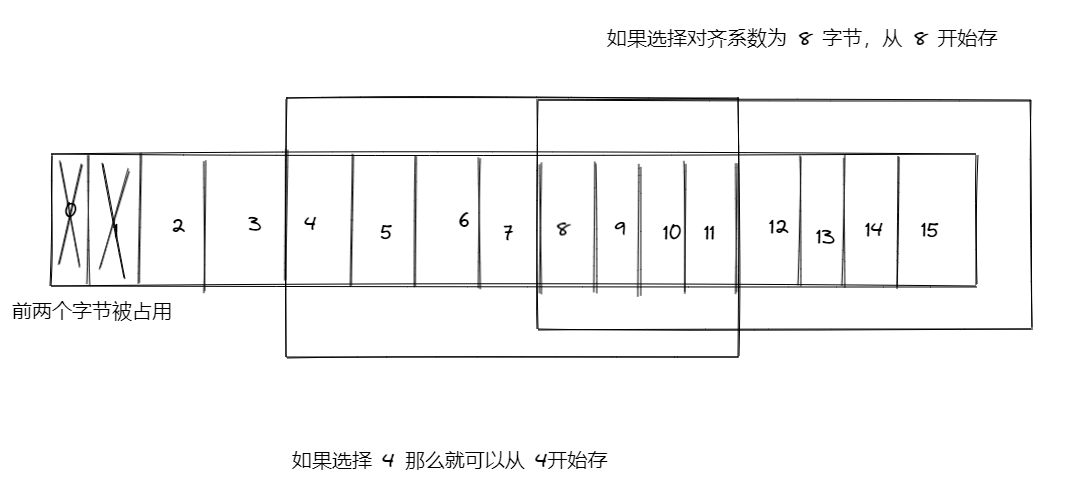 如果选择对齐系数为 8 字节，从 8 开始存
0 1 2 3 4 5 6 7 8 9 10 11 12 13 14 15
前两个字节被占用
如果选择 4 那么就可以从 4开始存